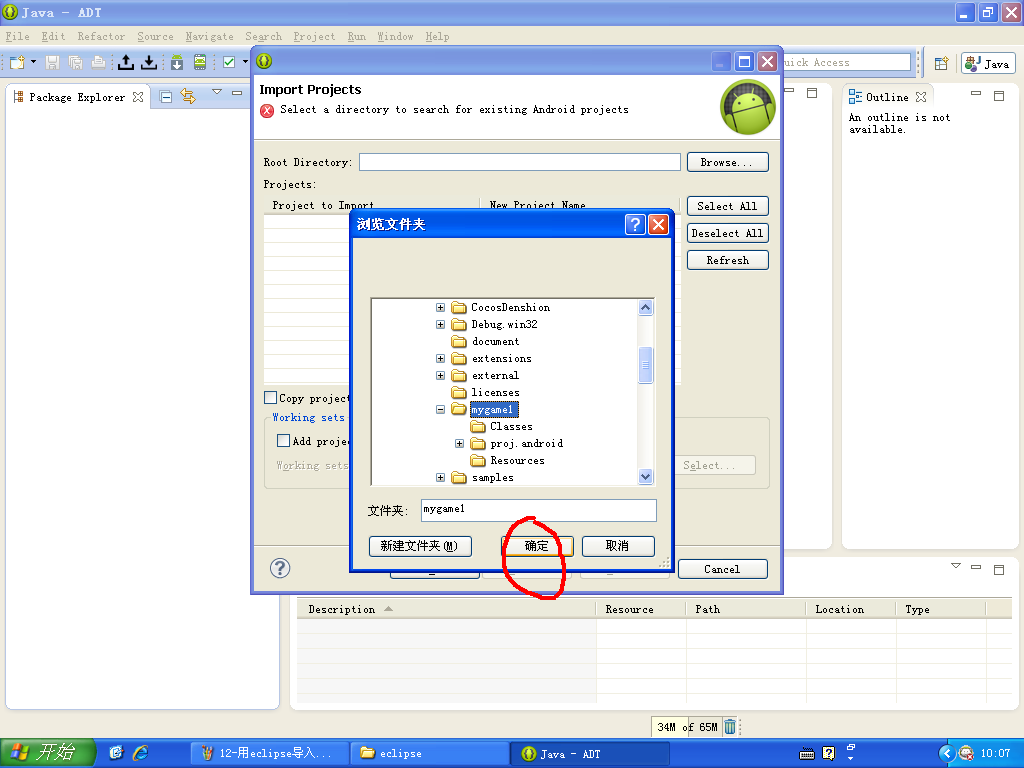 Java - ADT
File Edit Refactor Source Navigate Search Project Run Window Help
Quick Access
Java
Package Explorer
Outline
An outline is not
available.
Import Projects
Select a directory to search for existing Android projects
Root Directory:
Browse...
Projects:
Project to Import
New Project Name
Select All
Deselect All
Refresh
浏览文件夹
CocosDenshion
Debug.win32
document
extensions
external
licenses
mygame1
Classes
proj.android
Resources
samples
文件夹:
mygame1
新建文件夹(M)
确定
取消
Copy project
Working sets
Add projec
Working sets
Select...
Cancel
Description
Resource
Path
Location
Type
34M of 65M
开始
12-用eclipse导入...
eclipse
Java - ADT
10:07